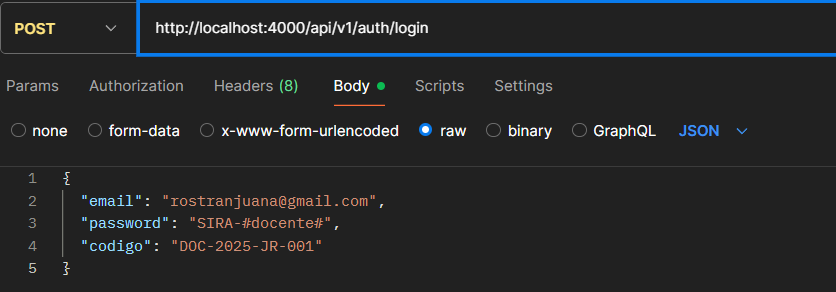 POST http://localhost:4000/api/v1/auth/login
Params Authorization Headers (8) Body Scripts Settings
none form-data x-www-form-urlencoded raw binary GraphQL JSON
1 {
2 "email": "rostranjuana@gmail.com",
3 "password": "SIRA-#docente#",
4 "codigo": "DOC-2025-JR-001"
5 }